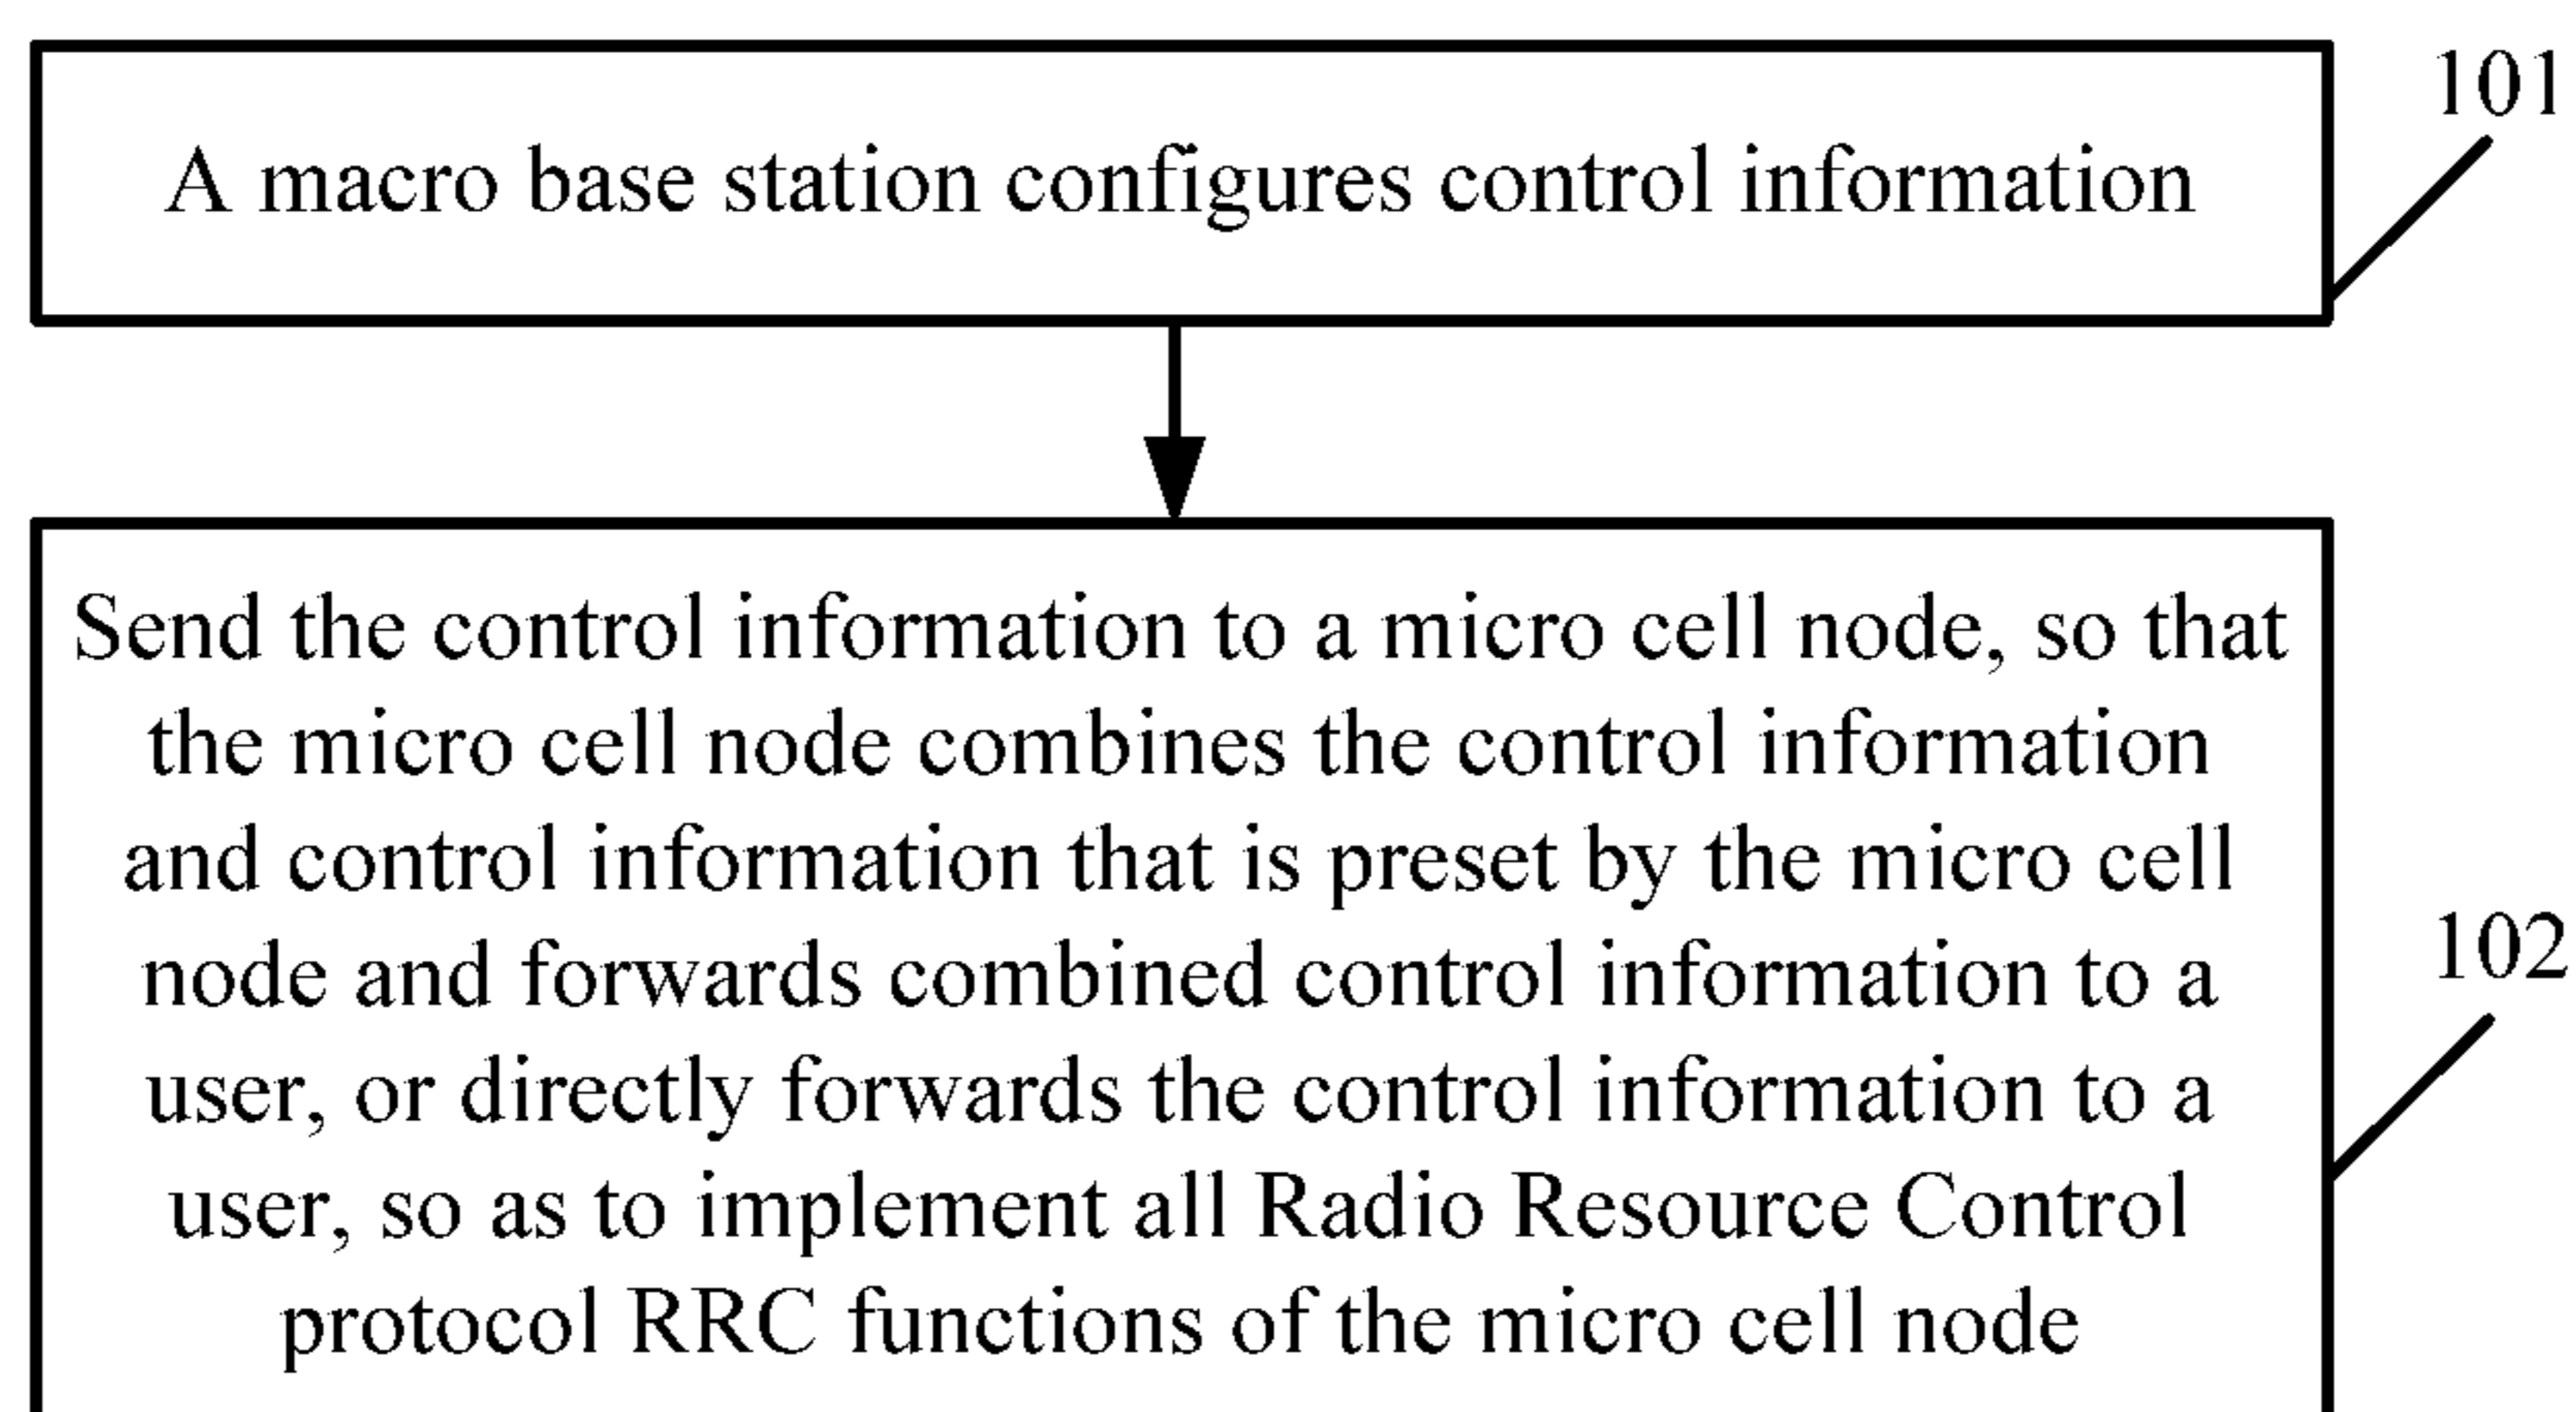 101
A macro base station configures control information
Send the control information to a micro cell node, so that
the micro cell node combines the control information
and control information that is preset by the micro cell
node and forwards combined control information to a
102
user, or directly forwards the control information to a
user, so as to implement all Radio Resource Control
protocol RRC functions of the micro cell node